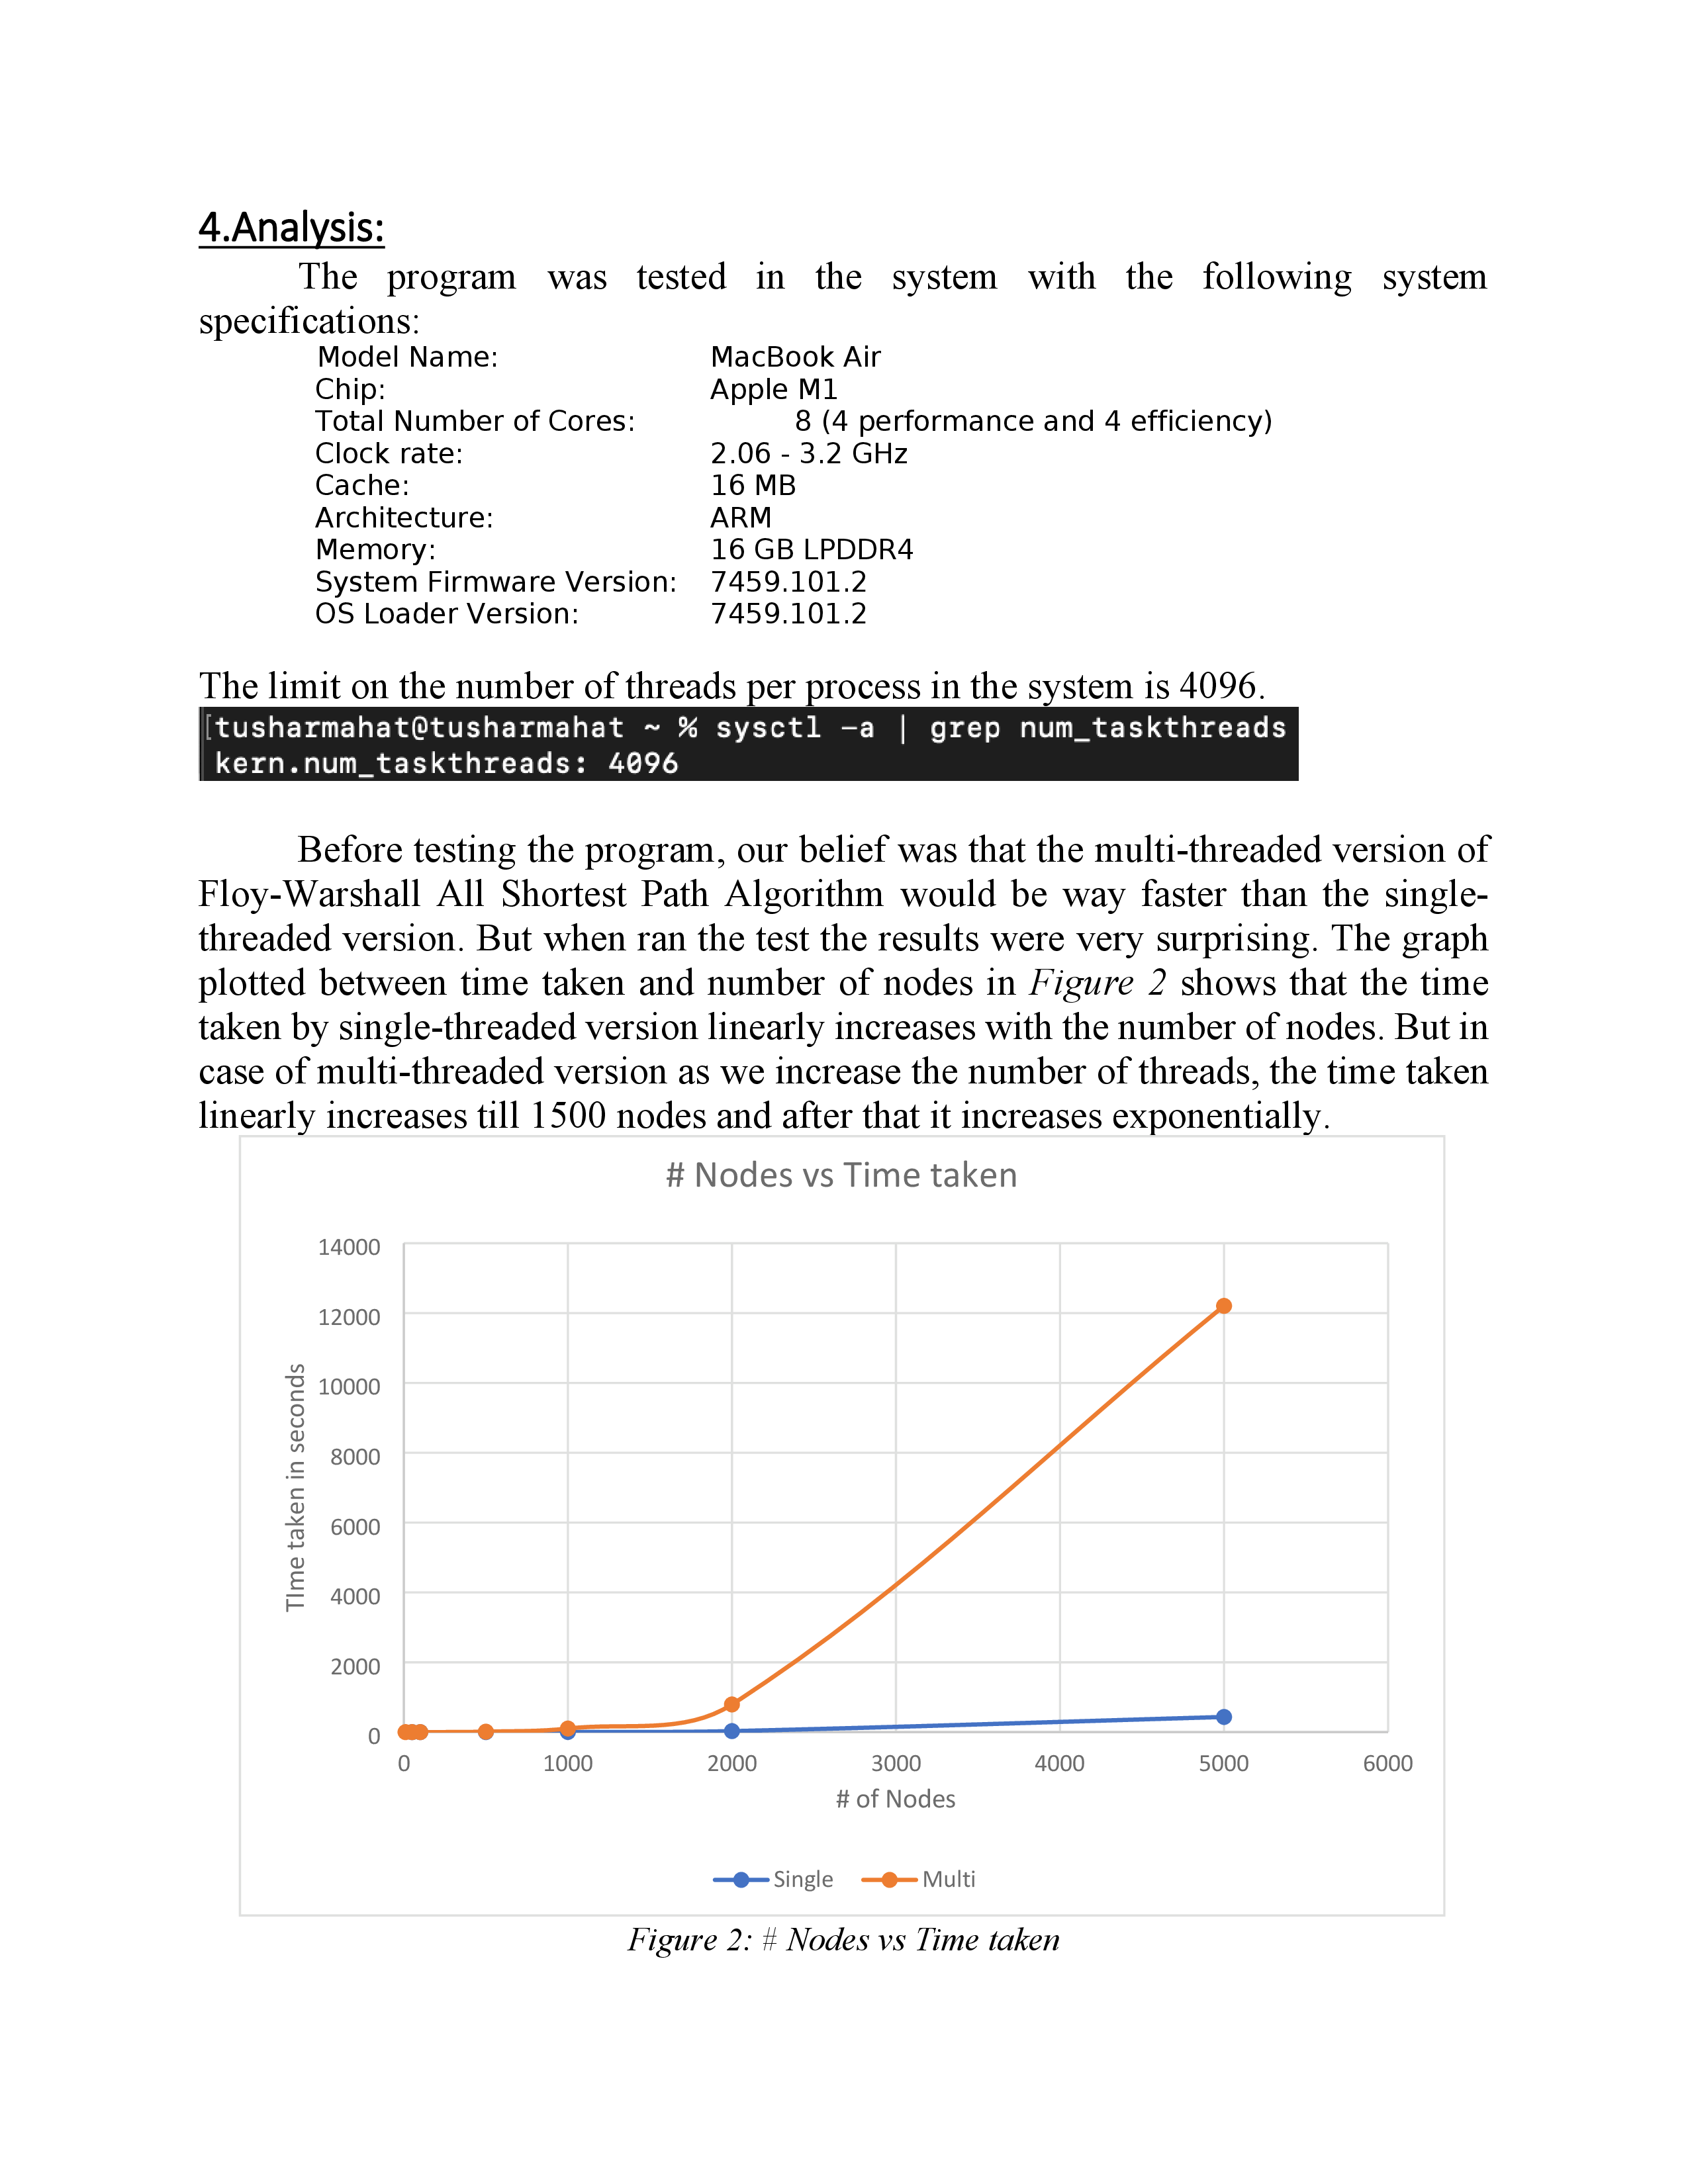 4.Analysis:
The program was tested in the system with the following system
specifications:
Model Name: MacBook Air
Chip: Apple M1
Total Number of Cores: 8 (4 performance and 4 efficiency)
Clock rate: 2.06 - 3.2 GHz
Cache: 16 MB
Architecture: ARM
Memory: 16 GB LPDDR4
System Firmware Version: 7459.101.2
OS Loader Version: 7459.101.2
The limit on the number of threads per process in the system is 4096.
[tusharmahat@tusharmahat ~ % sysctl -a | grep num_taskthreads
kern.num_taskthreads: 4096
Before testing the program, our belief was that the multi-threaded version of
Floy-Warshall All Shortest Path Algorithm would be way faster than the single-
threaded version. But when ran the test the results were very surprising. The graph
plotted between time taken and number of nodes in Figure 2 shows that the time
taken by single-threaded version linearly increases with the number of nodes. But in
case of multi-threaded version as we increase the number of threads, the time taken
linearly increases till 1500 nodes and after that it increases exponentially.
# Nodes vs Time taken
14000
12000
10000
8000
6000
4000
2000
0
TIme taken in seconds
0 1000 2000 3000 4000 5000 6000
# of Nodes
Single Multi
Figure 2: # Nodes vs Time taken